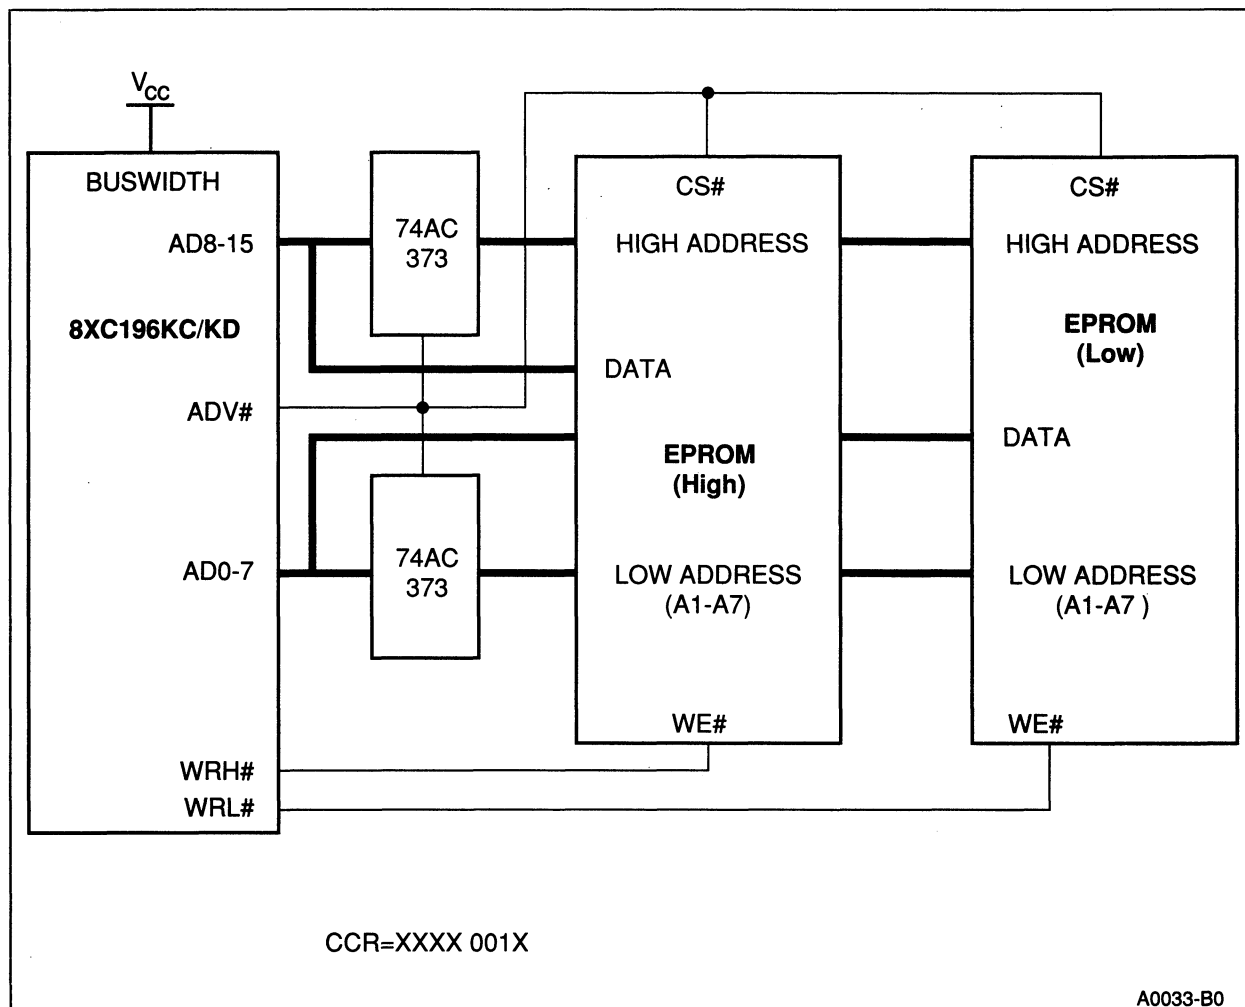 VCC
BUSWIDTH
AD8-15
8XC196KC/KD
ADV#
AD0-7
WRH#
WRL#
74AC
373
74AC
373
CS#
HIGH ADDRESS
DATA
EPROM
(High)
LOW ADDRESS
(A1-A7)
WE#
CS#
HIGH ADDRESS
EPROM
(Low)
DATA
LOW ADDRESS
(A1-A7 )
WE#
CCR=XXXX 001X
A0033-B0